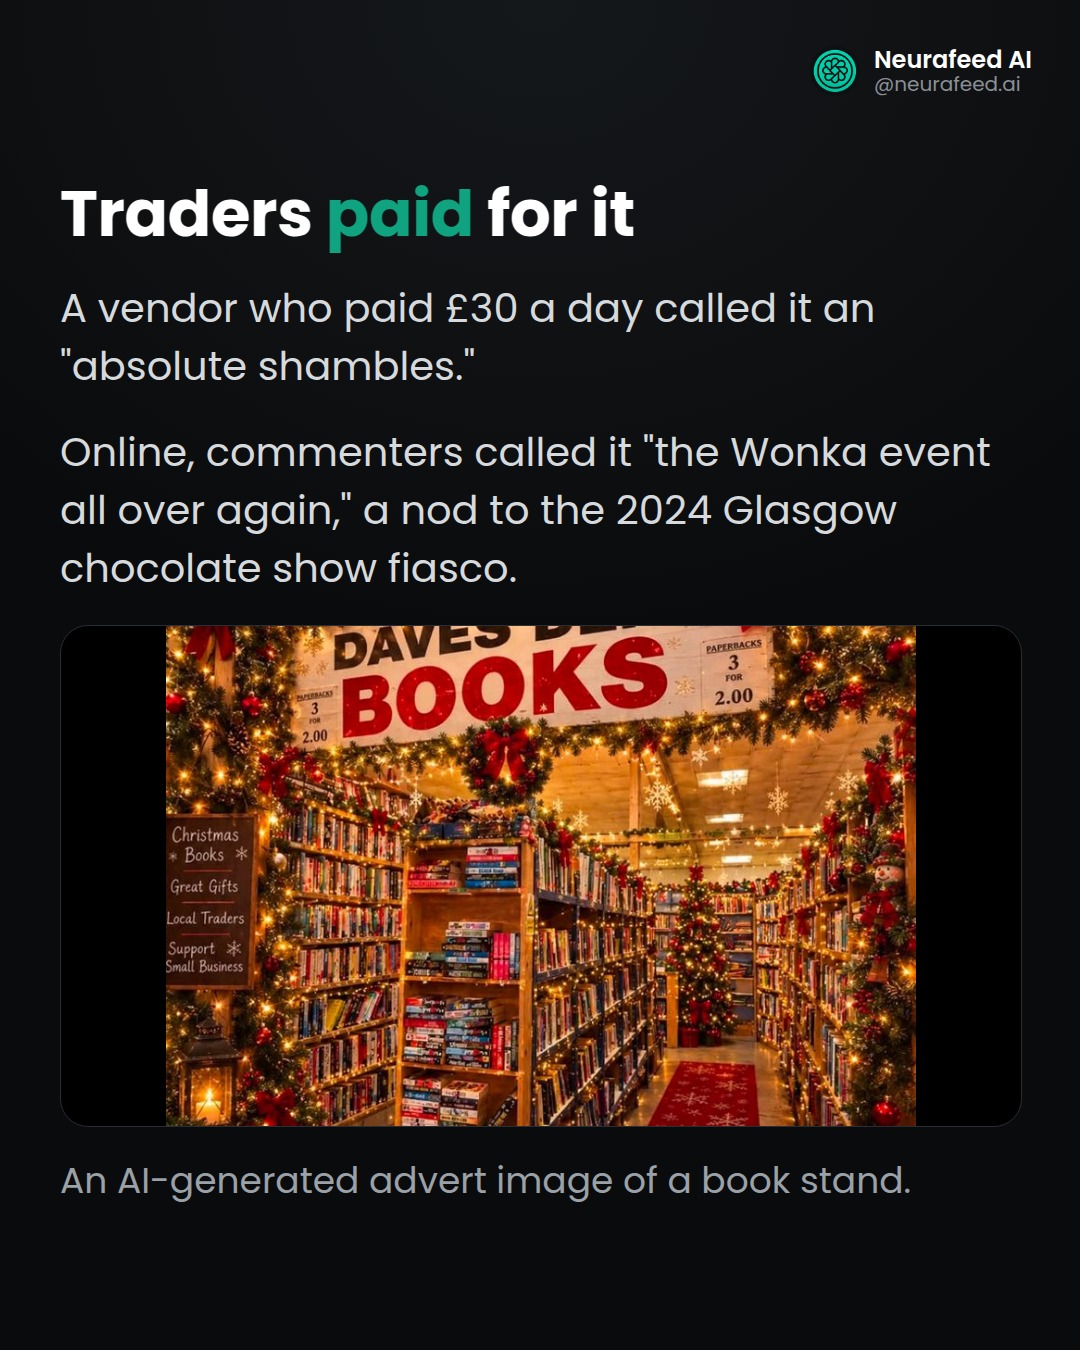 Neurafeed AI
@neurafeed.ai
Traders paid for it
A vendor who paid £30 a day called it an
"absolute shambles."
Online, commenters called it "the Wonka event
all over again," a nod to the 2024 Glasgow
chocolate show fiasco.
DAVES
BOOKS
PAPERBACKS
3
FOR
2.00
PAPERBACKS
3
FOR
2.00
Christmas
Books
Great Gifts
Local Traders
Support
Small Business
An AI-generated advert image of a book stand.